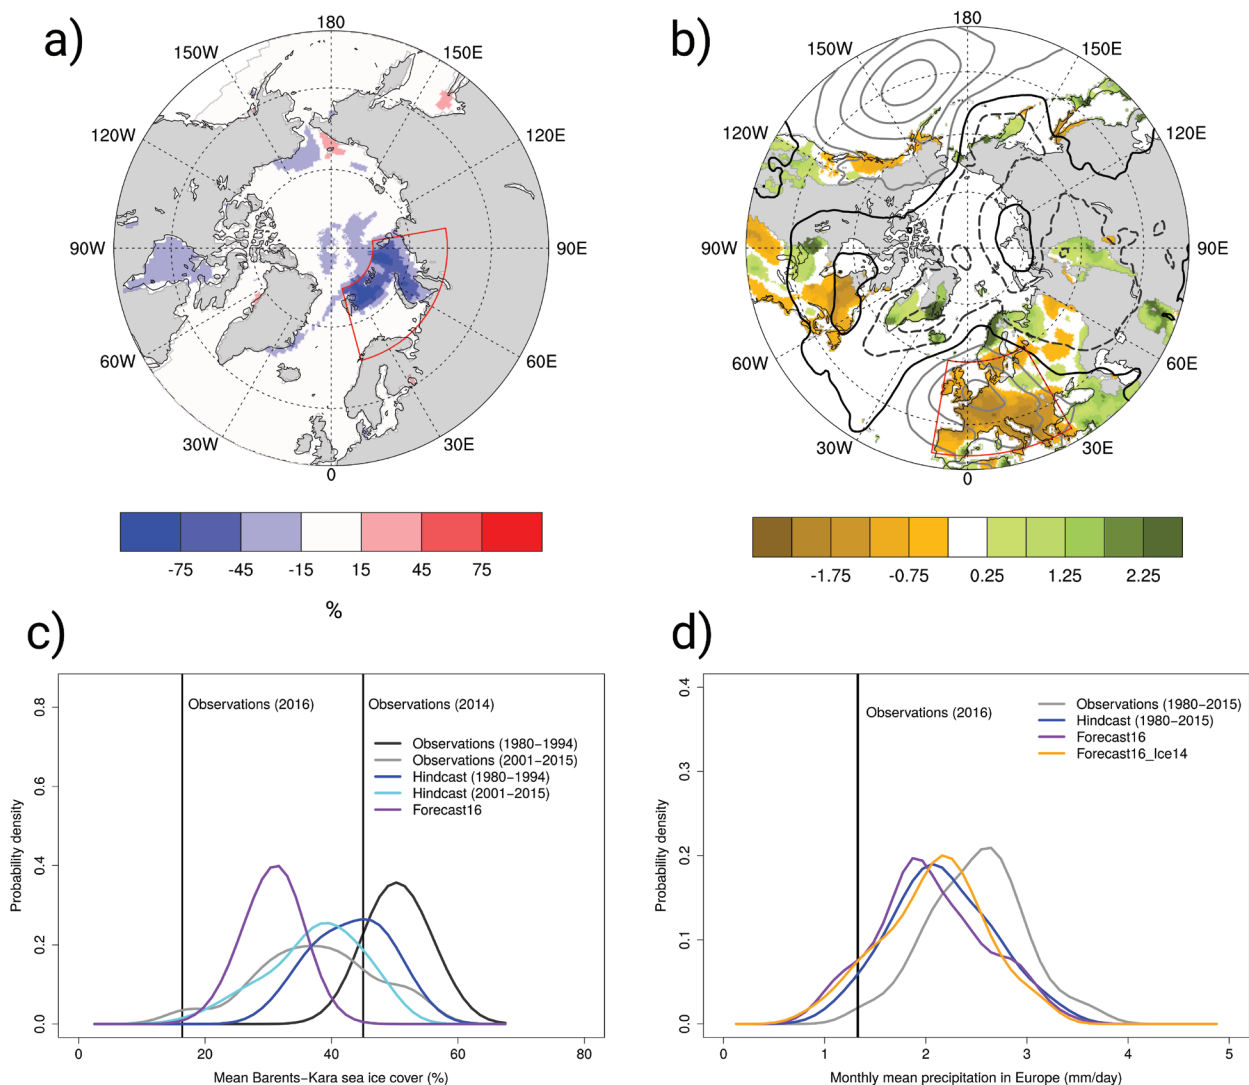 a)
180
150W
150E
120W
120E
90W
90E
60W
60E
30W
30E
0
-75 -45 -15 15 45 75
%
b)
180
150W
150E
120W
120E
90W
90E
60W
60E
30W
30E
0
-1.75 -0.75 0.25 1.25 2.25
c)
Observations (2016)
Observations (2014)
Observations (1980−1994)
Observations (2001−2015)
Hindcast (1980−1994)
Hindcast (2001−2015)
Forecast16
Probability density
0.8
0.6
0.4
0.2
0.0
0 20 40 60 80
Mean Barents−Kara sea ice cover (%)
d)
Observations (2016)
Observations (1980−2015)
Hindcast (1980−2015)
Forecast16
Forecast16_Ice14
Probability density
0.4
0.3
0.2
0.1
0.0
0 1 2 3 4 5
Monthly mean precipitation in Europe (mm/day)